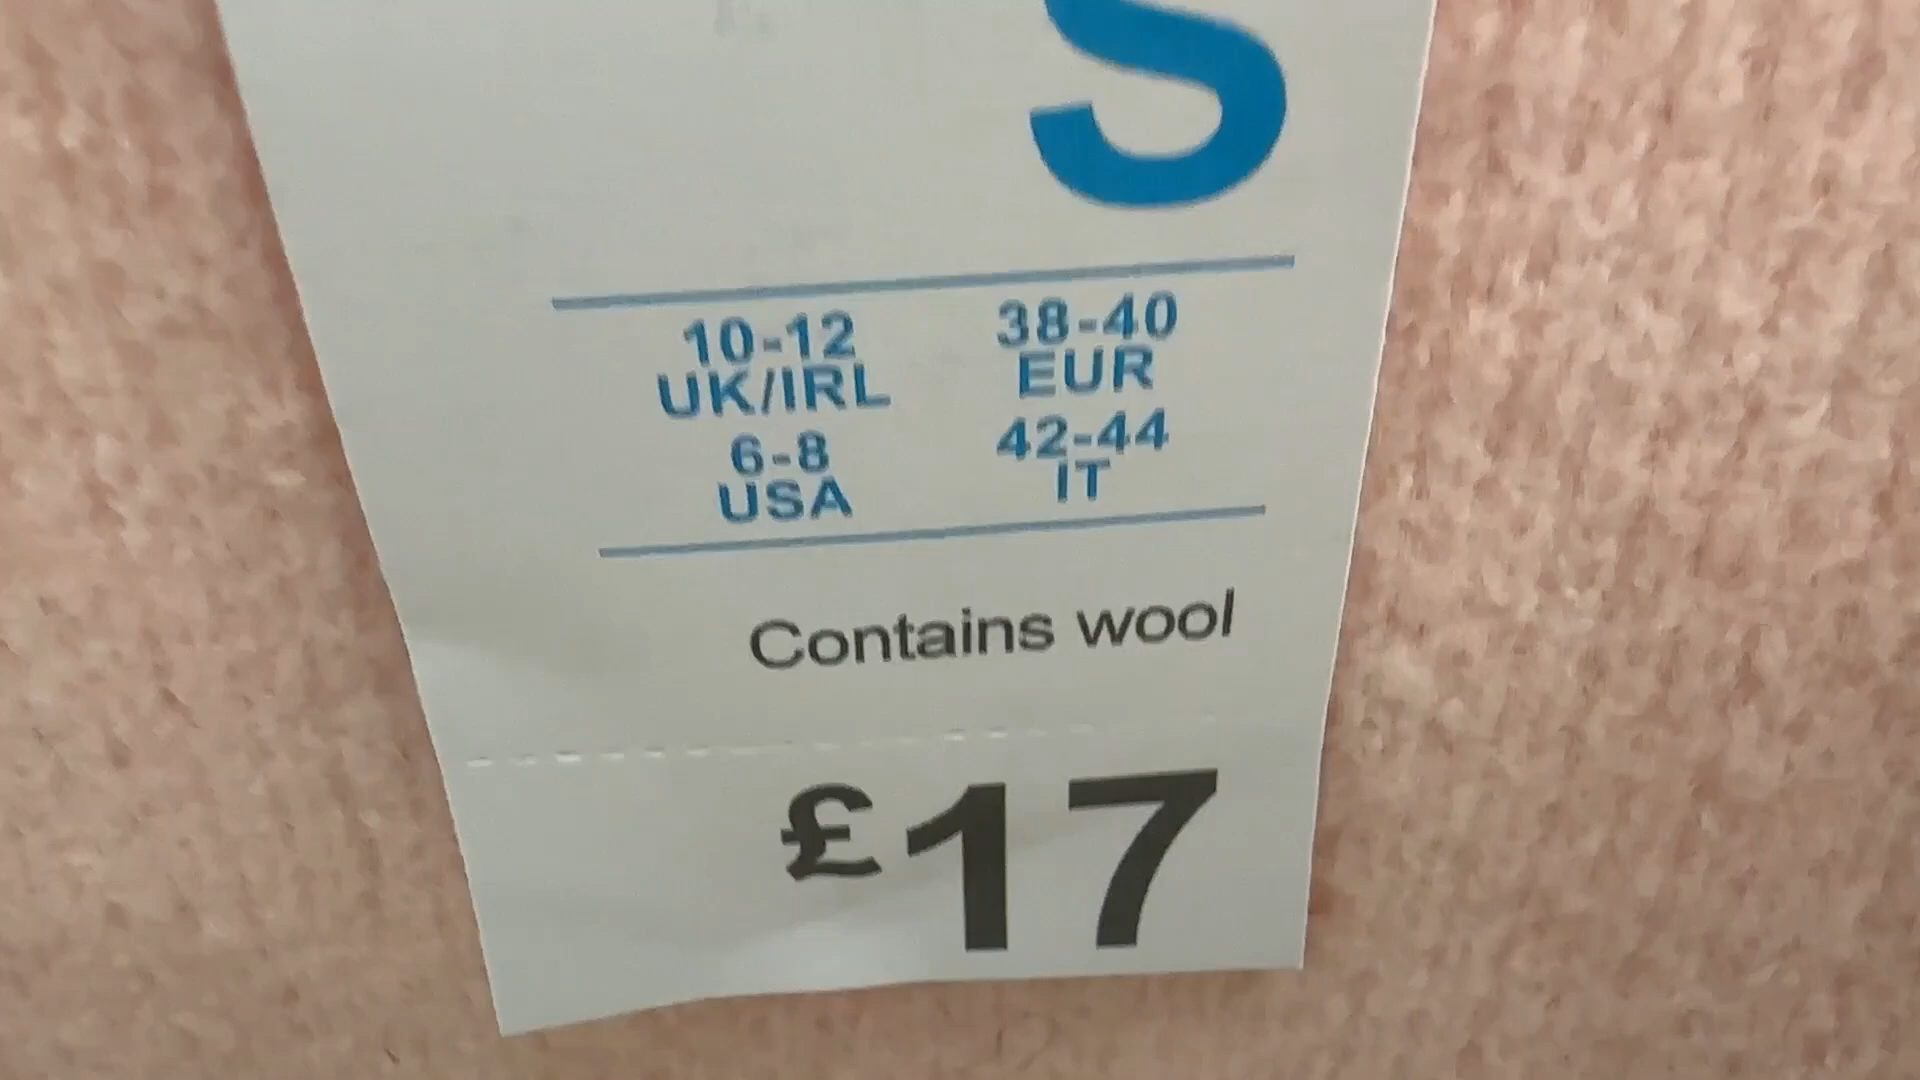 S
10-12
UK/IRL
38-40
EUR
6-8
USA
42-44
IT
Contains wool
£17